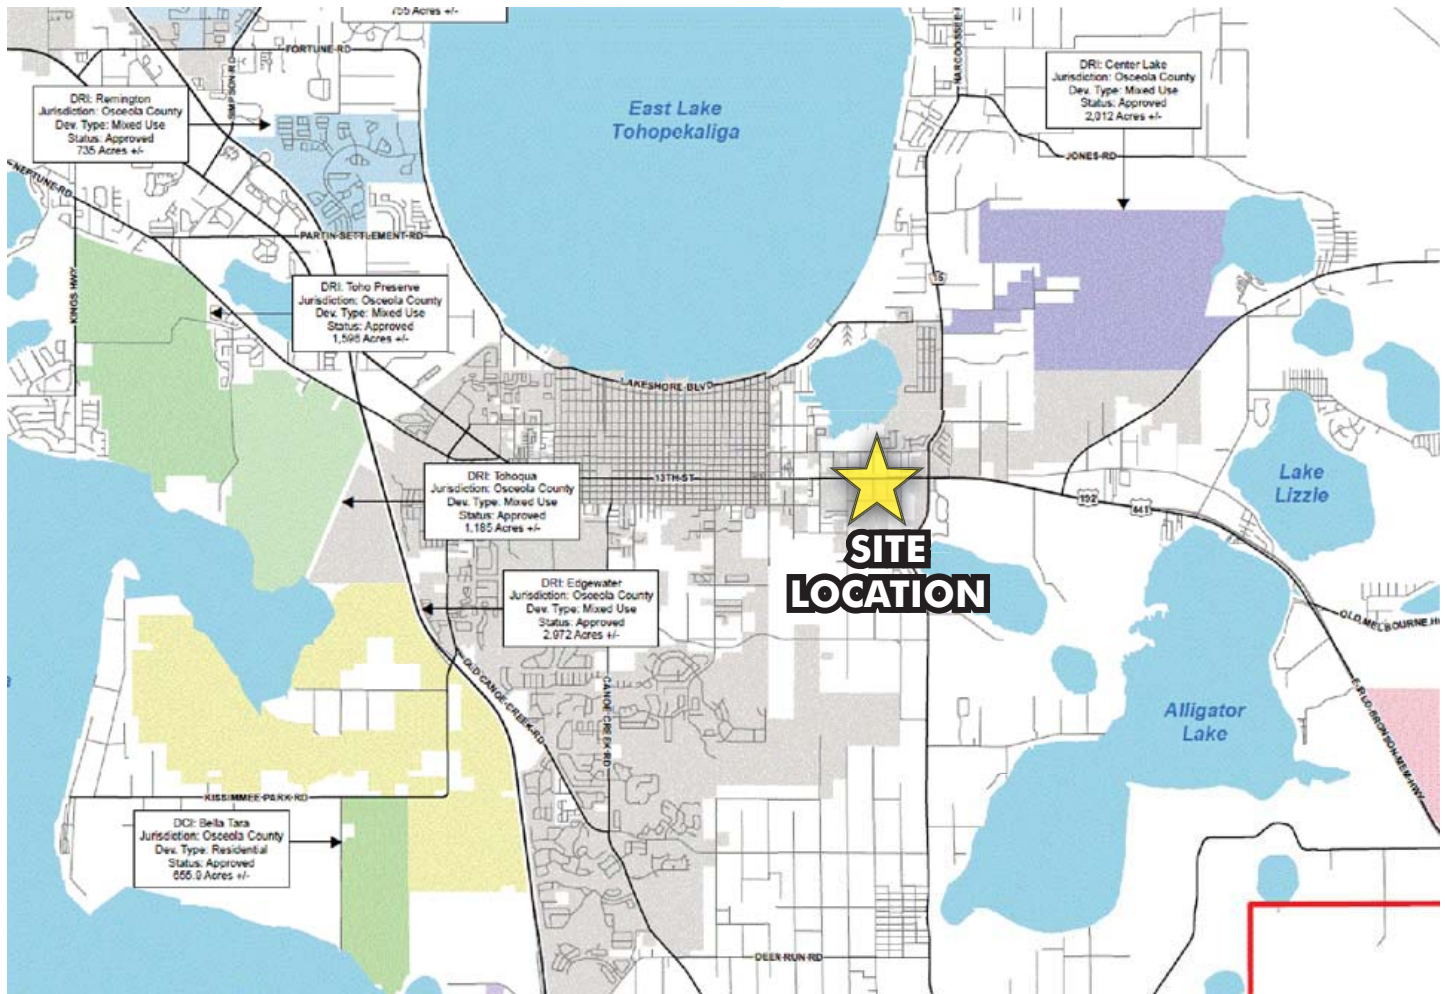 755 Acres +/-
FORTUNE-RD
SIMPSON-RD
NARCOOSSEE-R
DRI: Remington
Jurisdiction: Osceola County
Dev. Type: Mixed Use
Status: Approved
735 Acres +/-
East Lake
Tohopekaliga
DRI: Center Lake
Jurisdiction: Osceola County
Dev. Type: Mixed Use
Status: Approved
2,012 Acres +/-
JONES-RD
NEPTUNE-RD
PARTIN-SETTLEMENT-RD
KINGS-HWY
15
DRI: Toho Preserve
Jurisdiction: Osceola County
Dev. Type: Mixed Use
Status: Approved
1,596 Acres +/-
LAKESHORE-BLVD
DRI: Tohoqua
Jurisdiction: Osceola County
Dev. Type: Mixed Use
Status: Approved
1,185 Acres +/-
13TH-ST
192
441
Lake
Lizzie
SITE
LOCATION
DRI: Edgewater
Jurisdiction: Osceola County
Dev. Type: Mixed Use
Status: Approved
2,972 Acres +/-
OLD-MELBOURNE-H
OLD-CANOE-CREEK-RD
CANOE-CREEK-RD
E-IRLO-BRONSON-MEM-HWY
Alligator
Lake
KISSIMMEE-PARK-RD
DCI: Bella Tara
Jurisdiction: Osceola County
Dev. Type: Residential
Status: Approved
655.9 Acres +/-
DEER-RUN-RD